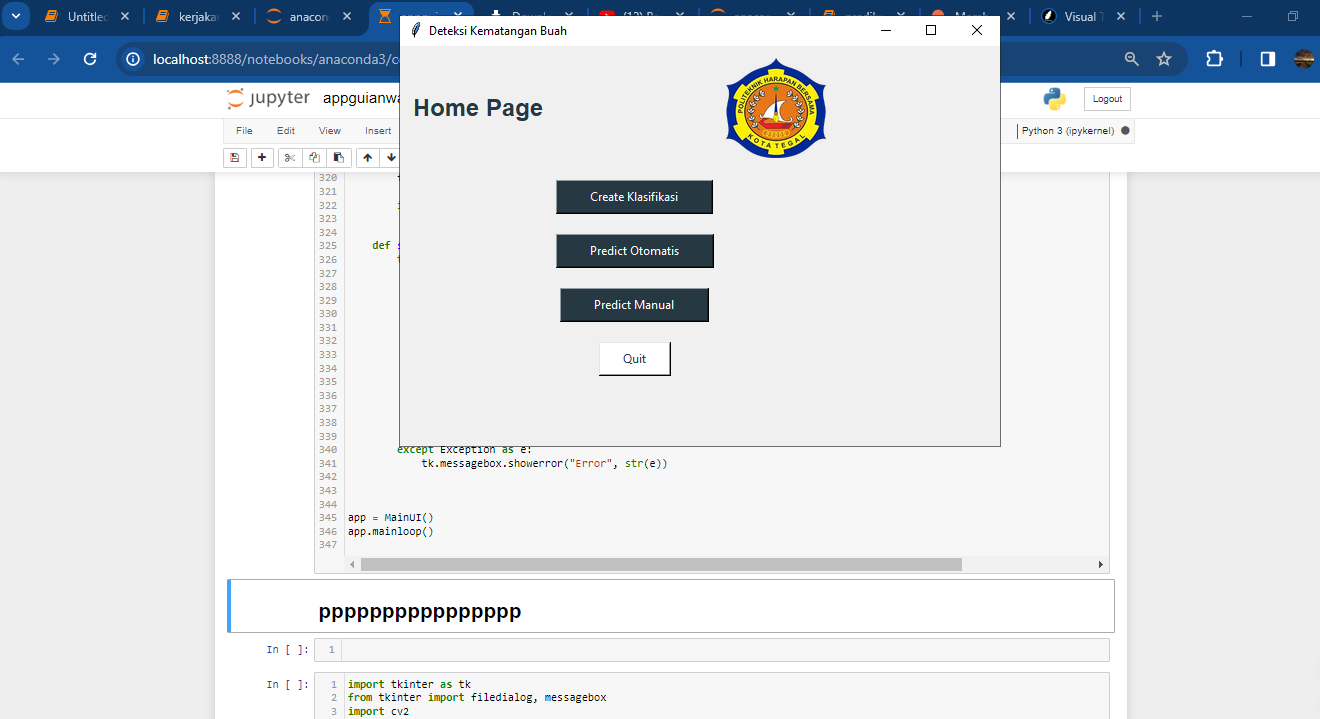 Untitle
kerjaka
anacon
Downl
(12) B
Visual T
localhost:8888/notebooks/anaconda3/c
Deteksi Kematangan Buah
jupyter appguianwa
Logout
File Edit View Insert
Python 3 (ipykernel)
Home Page
POLITEKNIK HARAPAN BERSAMA
KOTA TEGAL
Create Klasifikasi
Predict Otomatis
Predict Manual
Quit
320
321
322
323
324
325 def s
326
327
328
329
330
331
332
333
334
335
336
337
338
339
340 except Exception as e:
341 tk.messagebox.showerror("Error", str(e))
342
343
344
345 app = MainUI()
346 app.mainloop()
347
pppppppppppppppp
In [ ]: 1
In [ ]: 1 import tkinter as tk
2 from tkinter import filedialog, messagebox
3 import cv2